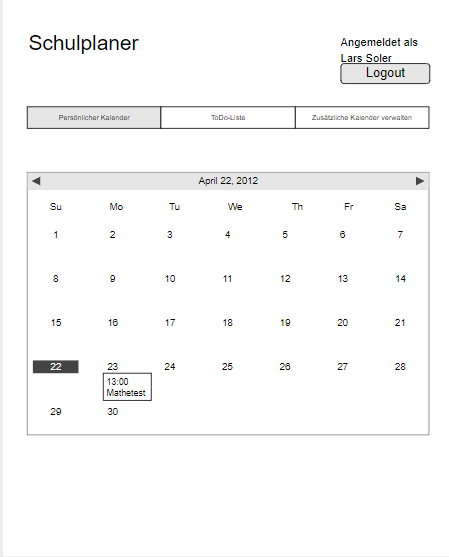 Schulplaner
Angemeldet als
Lars Soler
Logout
Persönlicher Kalender
ToDo-Liste
Zusätzliche Kalender verwalten
April 22, 2012
Su Mo Tu We Th Fr Sa
1 2 3 4 5 6 7
8 9 10 11 12 13 14
15 16 17 18 19 20 21
22 23 24 25 26 27 28
13:00
Mathetest
29 30